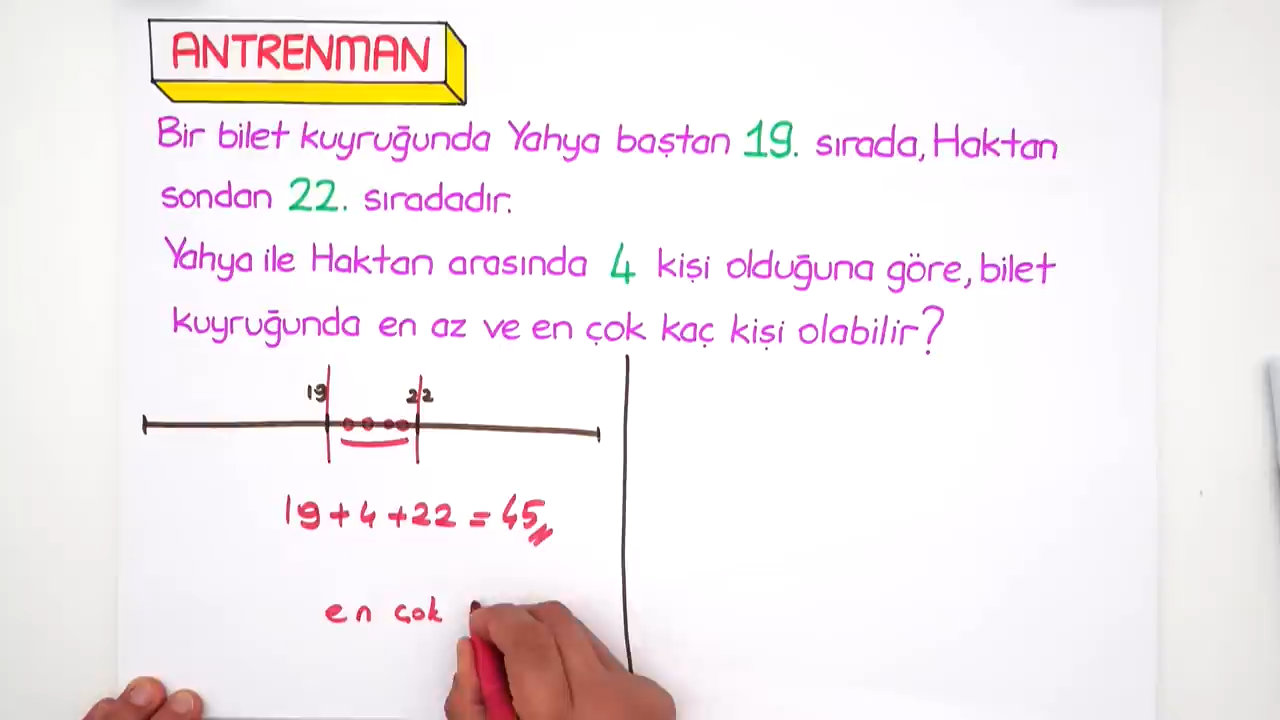 ANTRENMAN
Bir bilet kuyruğunda Yahya baştan 19. sırada, Haktan
sondan 22. sıradadır.
Yahya ile Haktan arasında 4 kişi olduğuna göre, bilet
kuyruğunda en az ve en çok kaç kişi olabilir?
19 22
19 + 4 + 22 = 45
en çok